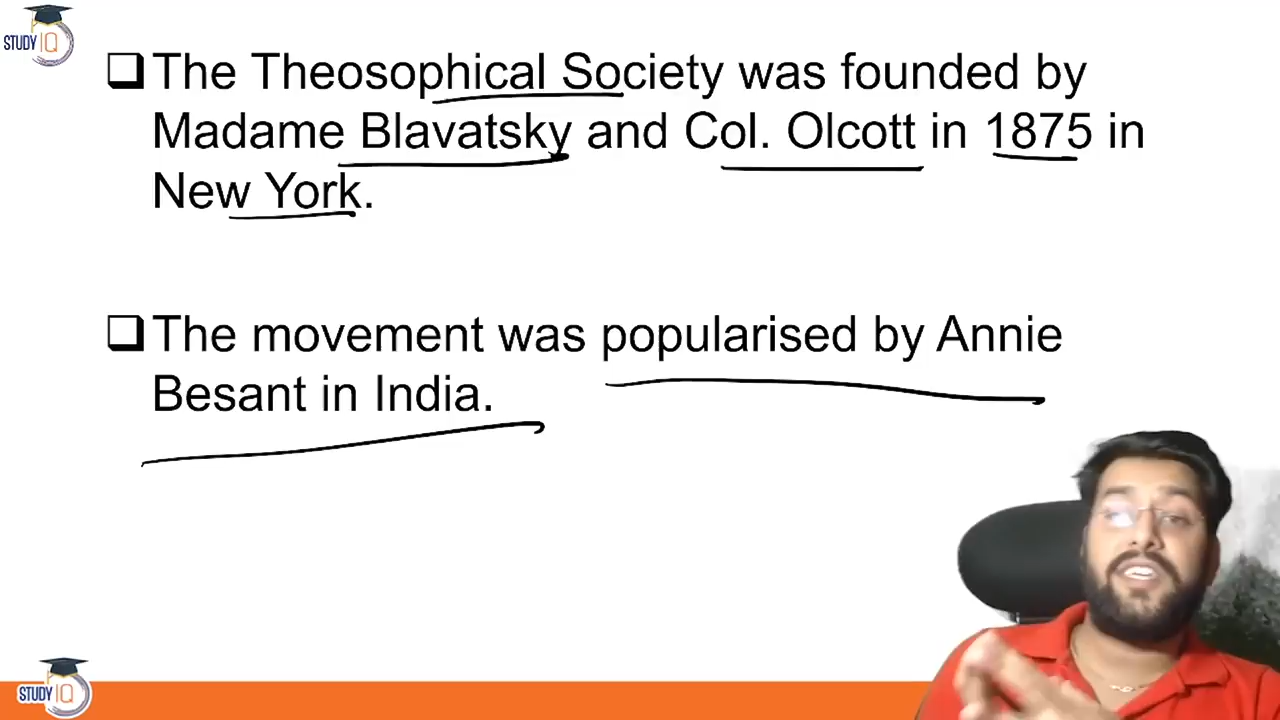 STUDY IQ
❑ The Theosophical Society was founded by
Madame Blavatsky and Col. Olcott in 1875 in
New York.
❑ The movement was popularised by Annie
Besant in India.
STUDY IQ